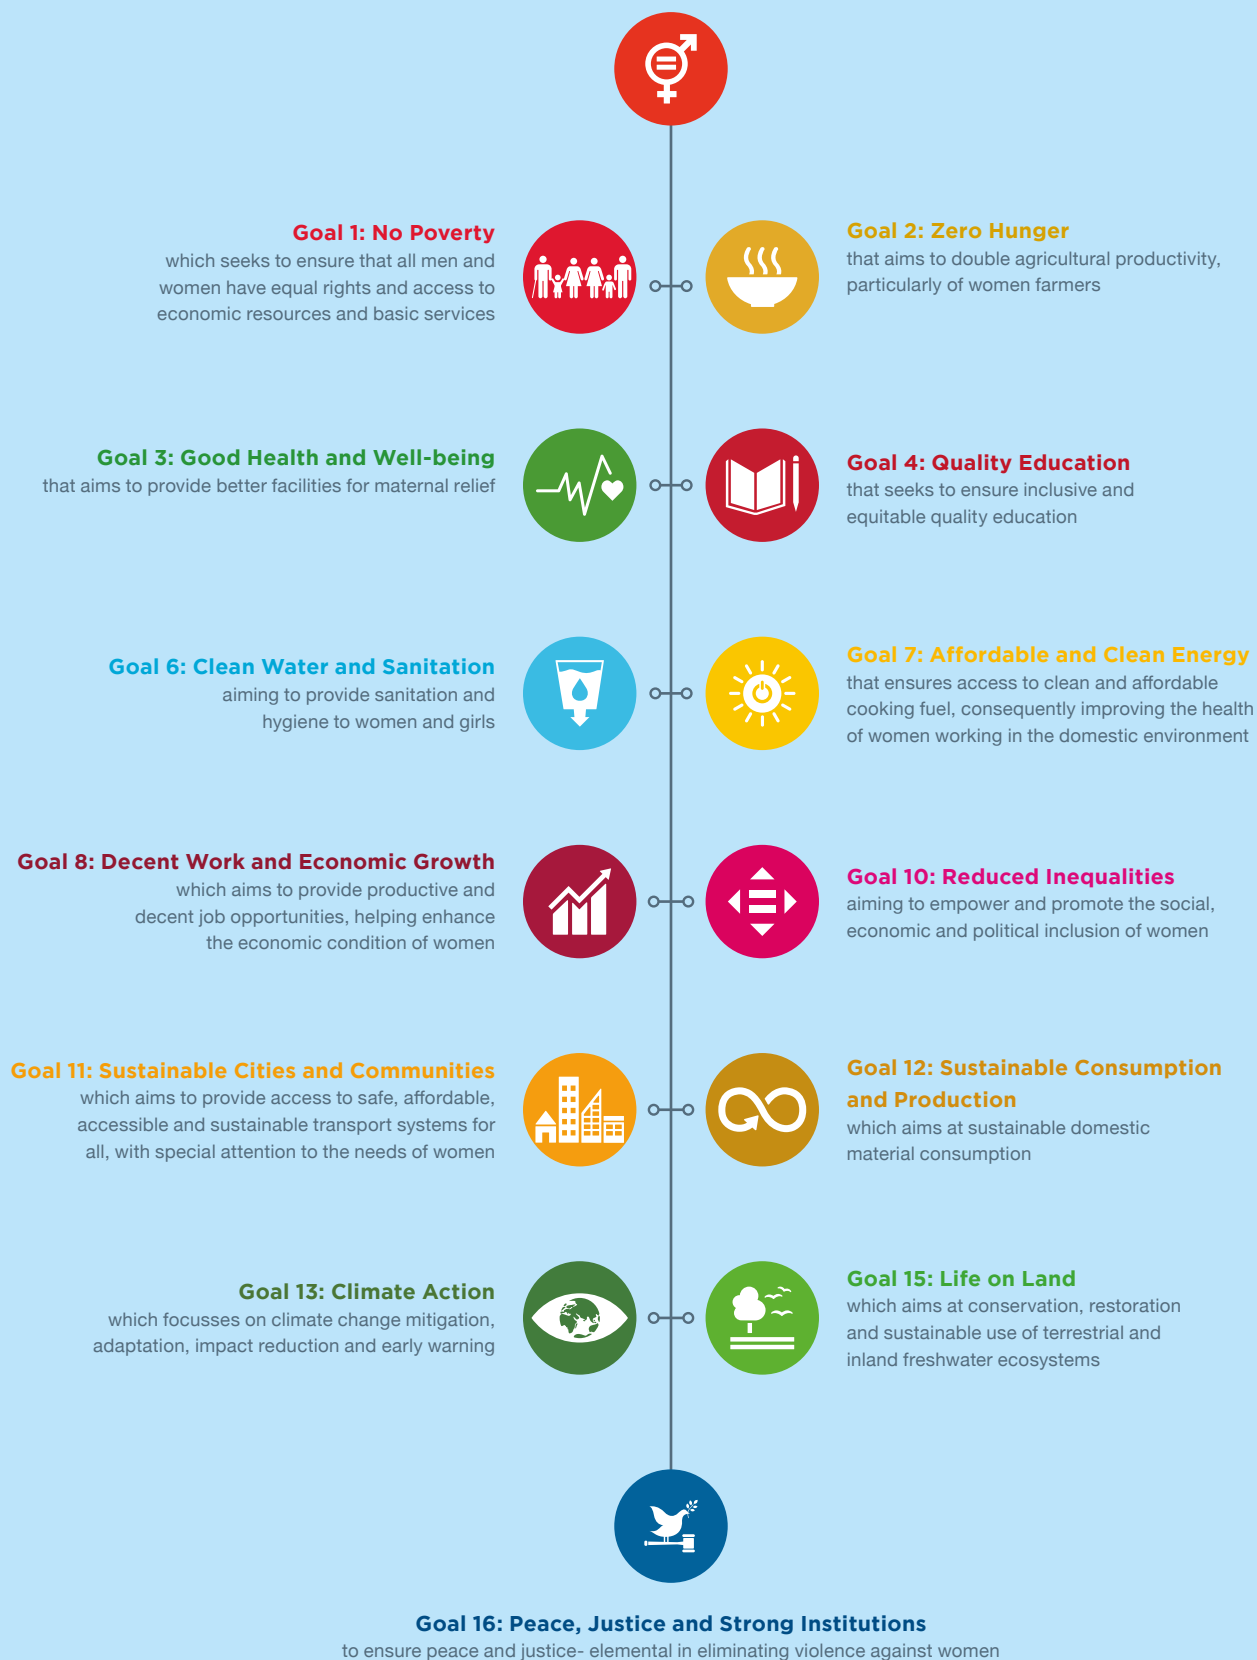 Goal 1: No Poverty
which seeks to ensure that all men and
women have equal rights and access to
economic resources and basic services
Goal 2: Zero Hunger
that aims to double agricultural productivity,
particularly of women farmers
Goal 3: Good Health and Well-being
that aims to provide better facilities for maternal relief
Goal 4: Quality Education
that seeks to ensure inclusive and
equitable quality education
Goal 6: Clean Water and Sanitation
aiming to provide sanitation and
hygiene to women and girls
Goal 7: Affordable and Clean Energy
that ensures access to clean and affordable
cooking fuel, consequently improving the health
of women working in the domestic environment
Goal 8: Decent Work and Economic Growth
which aims to provide productive and
decent job opportunities, helping enhance
the economic condition of women
Goal 10: Reduced Inequalities
aiming to empower and promote the social,
economic and political inclusion of women
Goal 11: Sustainable Cities and Communities
which aims to provide access to safe, affordable,
accessible and sustainable transport systems for
all, with special attention to the needs of women
Goal 12: Sustainable Consumption
and Production
which aims at sustainable domestic
material consumption
Goal 13: Climate Action
which focusses on climate change mitigation,
adaptation, impact reduction and early warning
Goal 15: Life on Land
which aims at conservation, restoration
and sustainable use of terrestrial and
inland freshwater ecosystems
Goal 16: Peace, Justice and Strong Institutions
to ensure peace and justice- elemental in eliminating violence against women